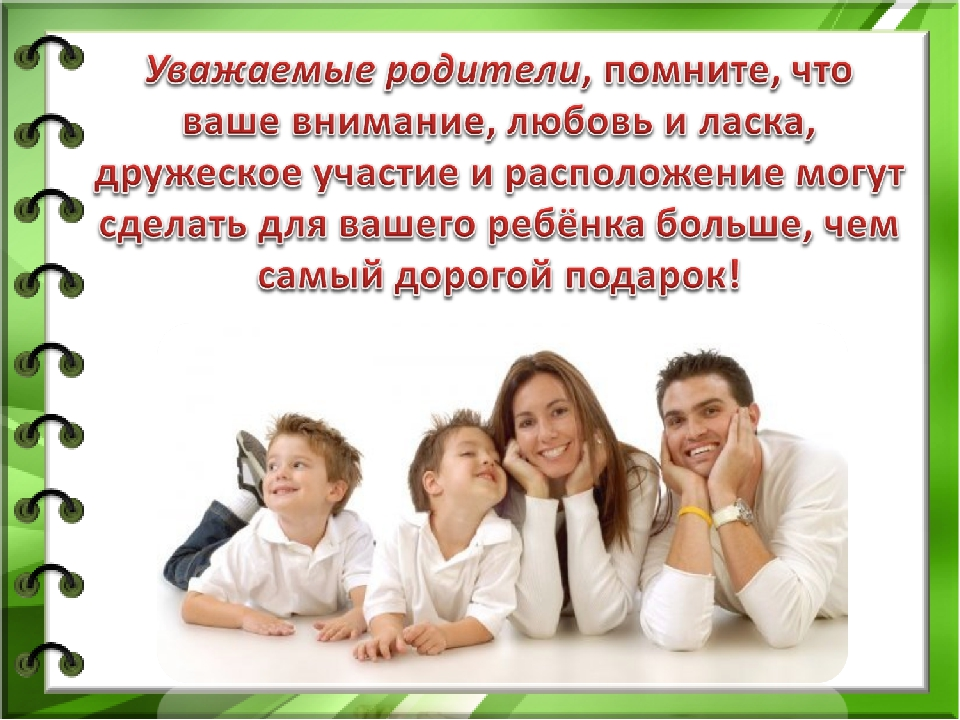 Уважаемые родители, помните, что
ваше внимание, любовь и ласка,
дружеское участие и расположение могут
сделать для вашего ребёнка больше, чем
самый дорогой подарок!